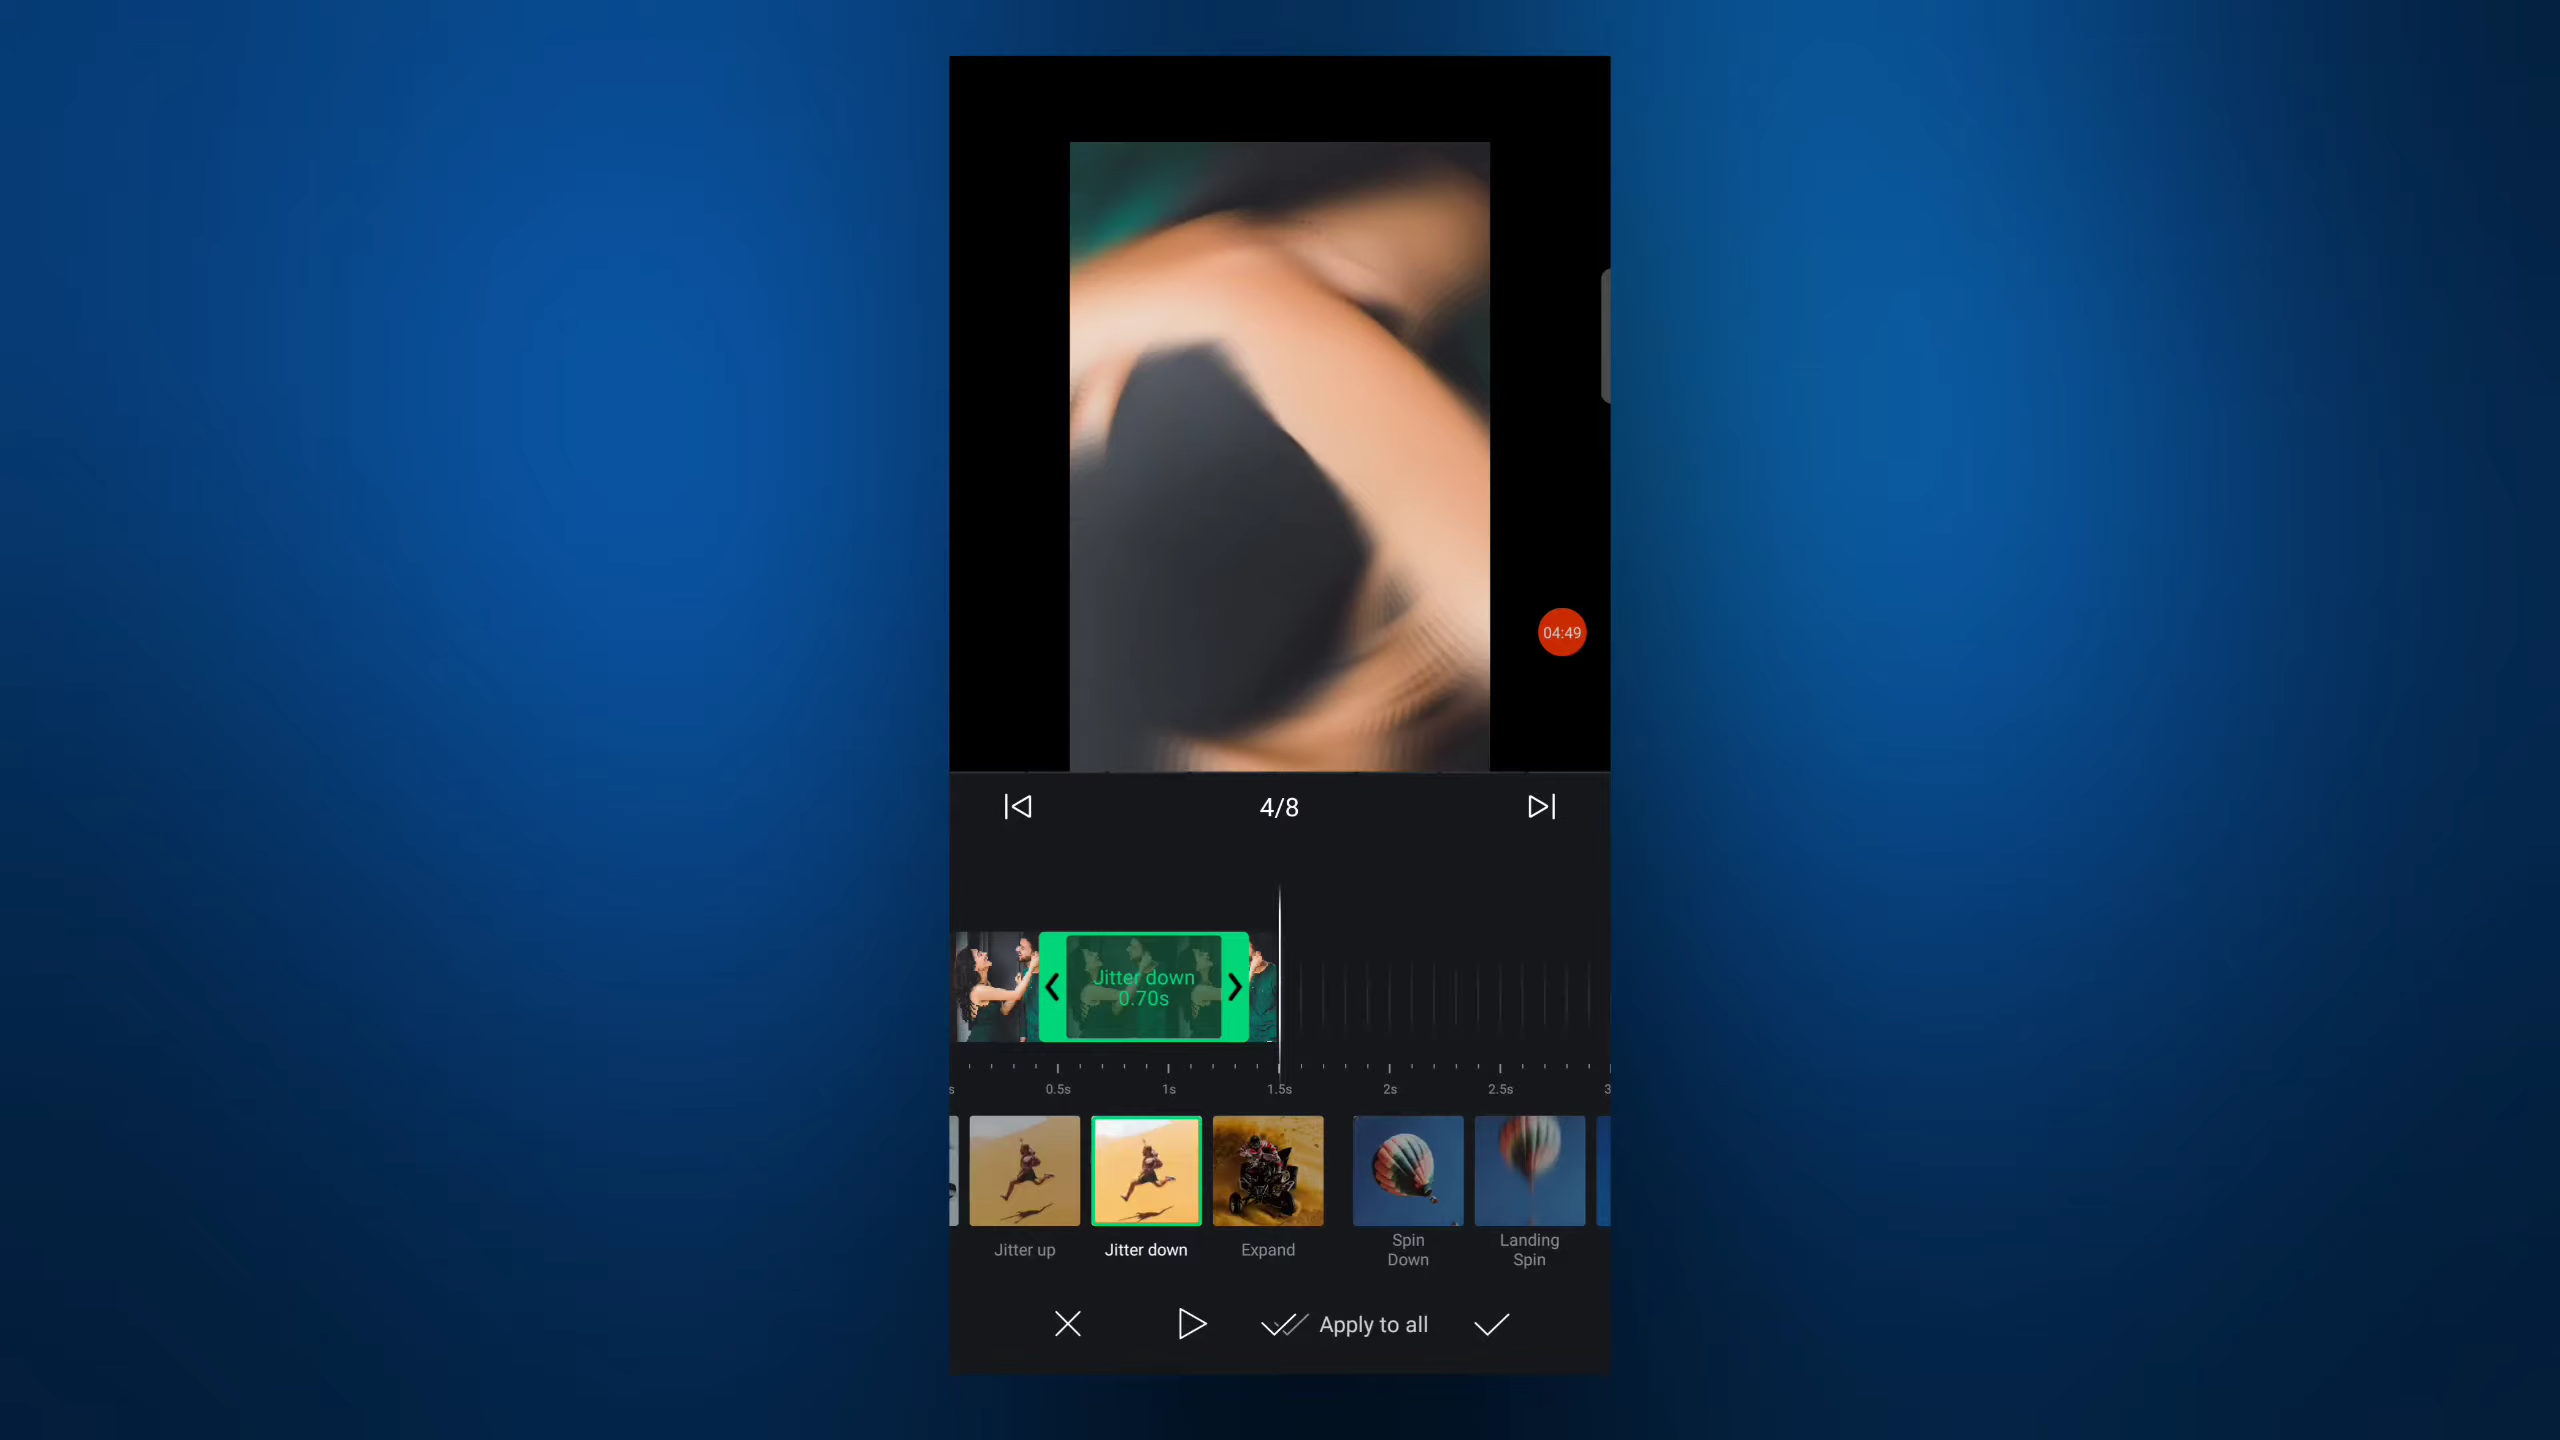 04:49
4/8
Jitter down
0.70s
s 0.5s 1s 1.5s 2s 2.5s 3
Jitter up Jitter down Expand Spin Down Landing Spin
Apply to all